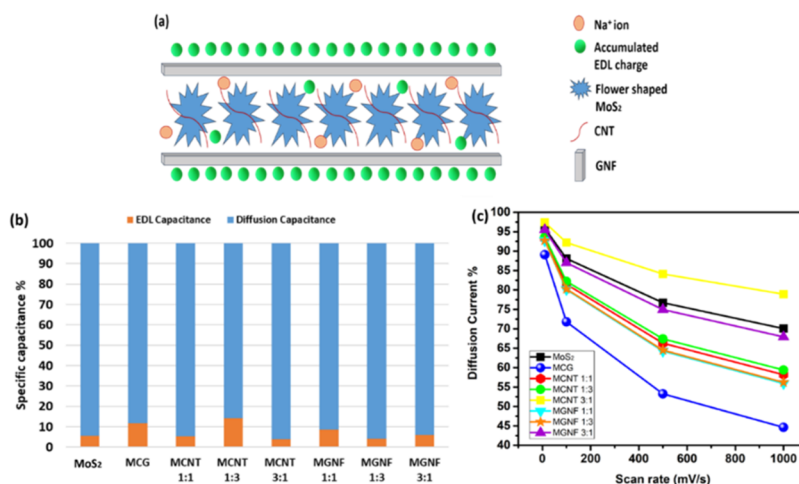 (a)
Na⁺ ion
Accumulated
EDL charge
Flower shaped
MoS₂
CNT
GNF
(b)
EDL Capacitance
Diffusion Capacitance
Specific capacitance %
100
90
80
70
60
50
40
30
20
10
0
MoS₂ MCG MCNT MCNT MCNT MGNF MGNF MGNF
1:1 1:3 3:1 1:1 1:3 3:1
(c)
Diffusion Current %
100
95
90
85
80
75
70
65
60
55
50
45
40
MoS₂
MCG
MCNT 1:1
MCNT 1:3
MCNT 3:1
MGNF 1:1
MGNF 1:3
MGNF 3:1
0 200 400 600 800 1000
Scan rate (mV/s)